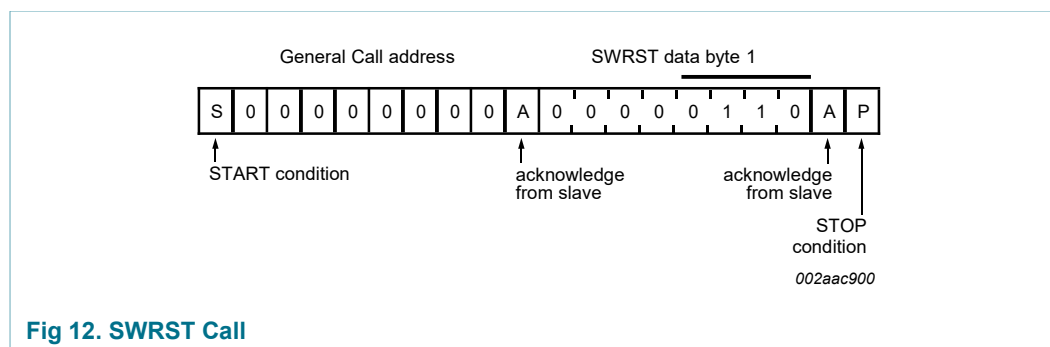 General Call address SWRST data byte 1
S 0 0 0 0 0 0 0 0 A 0 0 0 0 0 1 1 0 A P
START condition
acknowledge
from slave
acknowledge
from slave
STOP
condition
002aac900
Fig 12. SWRST Call